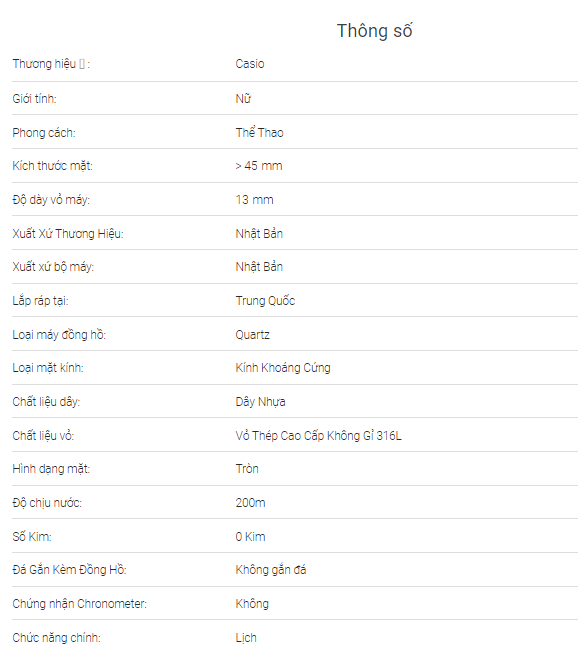 Thông số
Thương hiệu ▯ : Casio
Giới tính: Nữ
Phong cách: Thể Thao
Kích thước mặt: > 45 mm
Độ dày vỏ máy: 13 mm
Xuất Xứ Thương Hiệu: Nhật Bản
Xuất xứ bộ máy: Nhật Bản
Lắp ráp tại: Trung Quốc
Loại máy đồng hồ: Quartz
Loại mặt kính: Kính Khoáng Cứng
Chất liệu dây: Dây Nhựa
Chất liệu vỏ: Vỏ Thép Cao Cấp Không Gỉ 316L
Hình dạng mặt: Tròn
Độ chịu nước: 200m
Số Kim: 0 Kim
Đá Gắn Kèm Đồng Hồ: Không gắn đá
Chứng nhận Chronometer: Không
Chức năng chính: Lịch